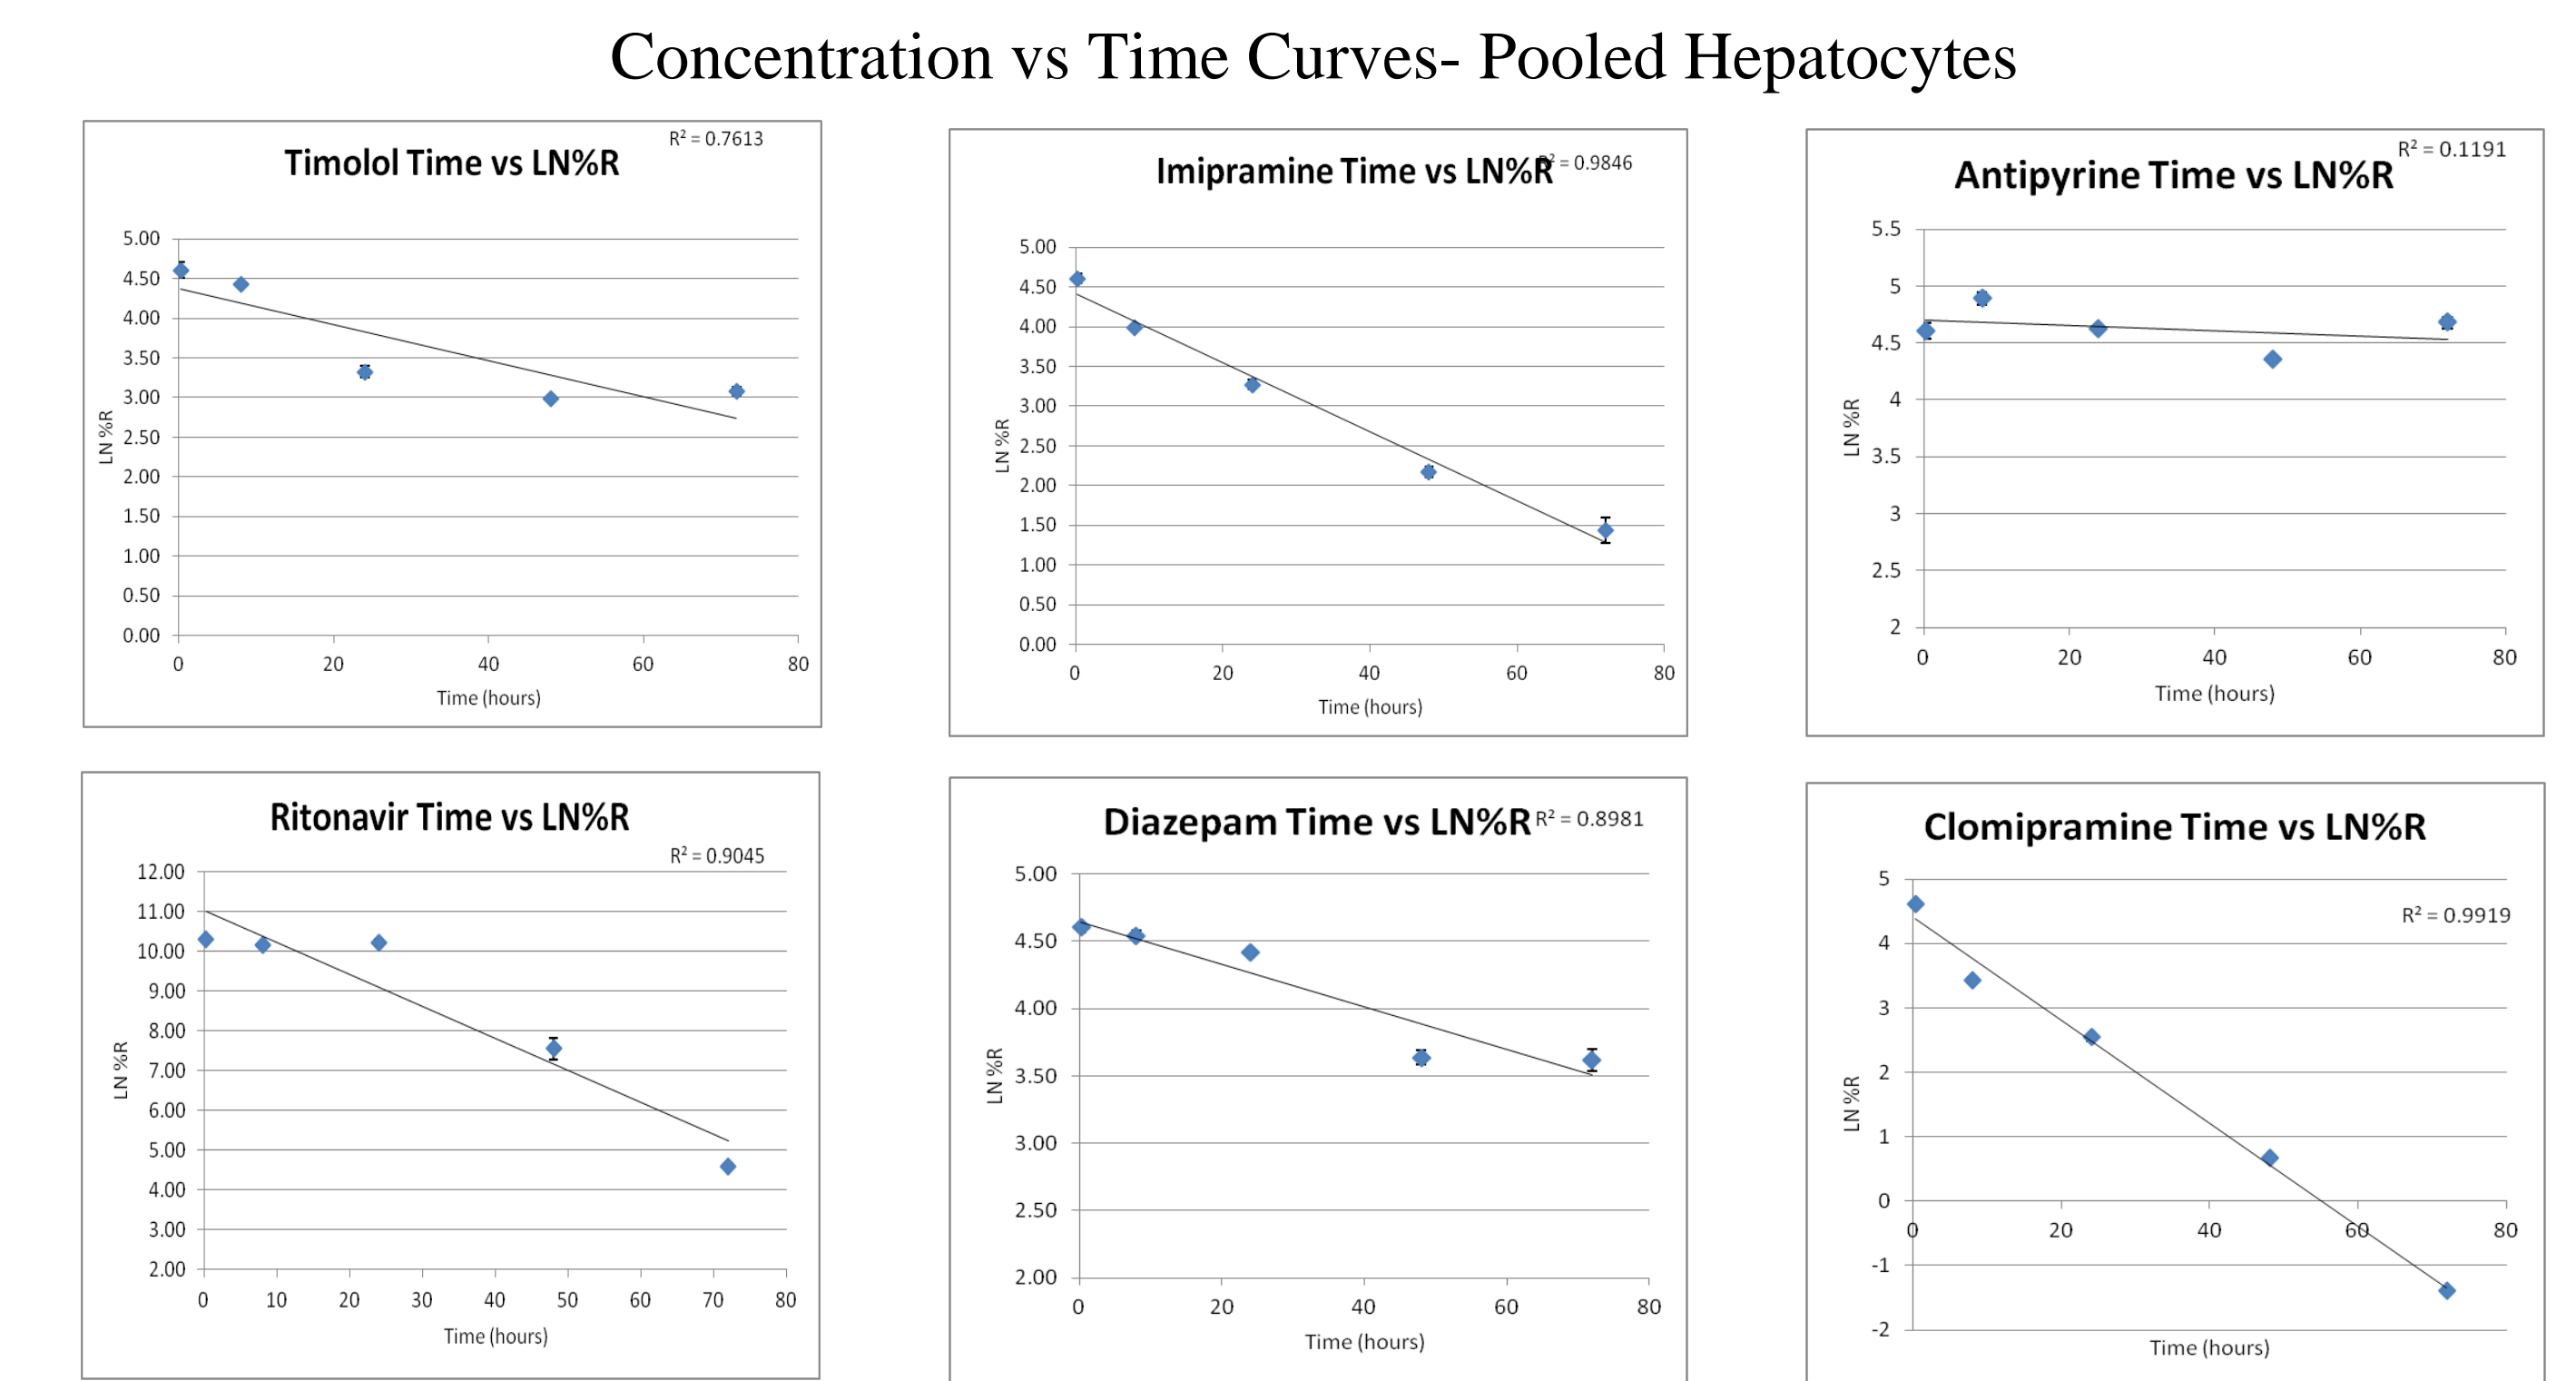 Concentration vs Time Curves- Pooled Hepatocytes
Timolol Time vs LN%R
R² = 0.7613
5.00
4.50
4.00
3.50
3.00
2.50
2.00
1.50
1.00
0.50
0.00
LN %R
0 20 40 60 80
Time (hours)
Imipramine Time vs LN%R
R² = 0.9846
5.00
4.50
4.00
3.50
3.00
2.50
2.00
1.50
1.00
0.50
0.00
LN %R
0 20 40 60 80
Time (hours)
Antipyrine Time vs LN%R
R² = 0.1191
5.5
5
4.5
4
3.5
3
2.5
2
LN %R
0 20 40 60 80
Time (hours)
Ritonavir Time vs LN%R
R² = 0.9045
12.00
11.00
10.00
9.00
8.00
7.00
6.00
5.00
4.00
3.00
2.00
LN %R
0 10 20 30 40 50 60 70 80
Time (hours)
Diazepam Time vs LN%R
R² = 0.8981
5.00
4.50
4.00
3.50
3.00
2.50
2.00
LN %R
0 20 40 60 80
Time (hours)
Clomipramine Time vs LN%R
R² = 0.9919
5
4
3
2
1
0
-1
-2
LN %R
0 20 40 60 80
Time (hours)